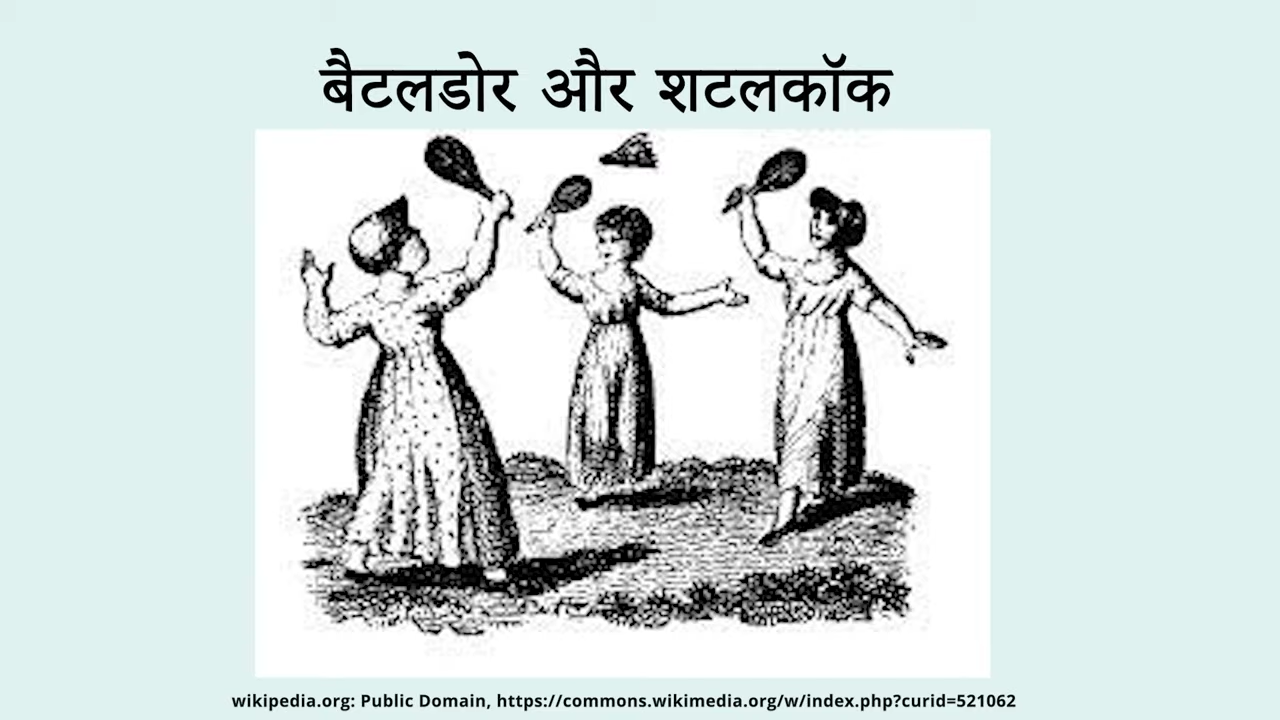 बैटलडोर और शटलकॉक
wikipedia.org: Public Domain, https://commons.wikimedia.org/w/index.php?curid=521062